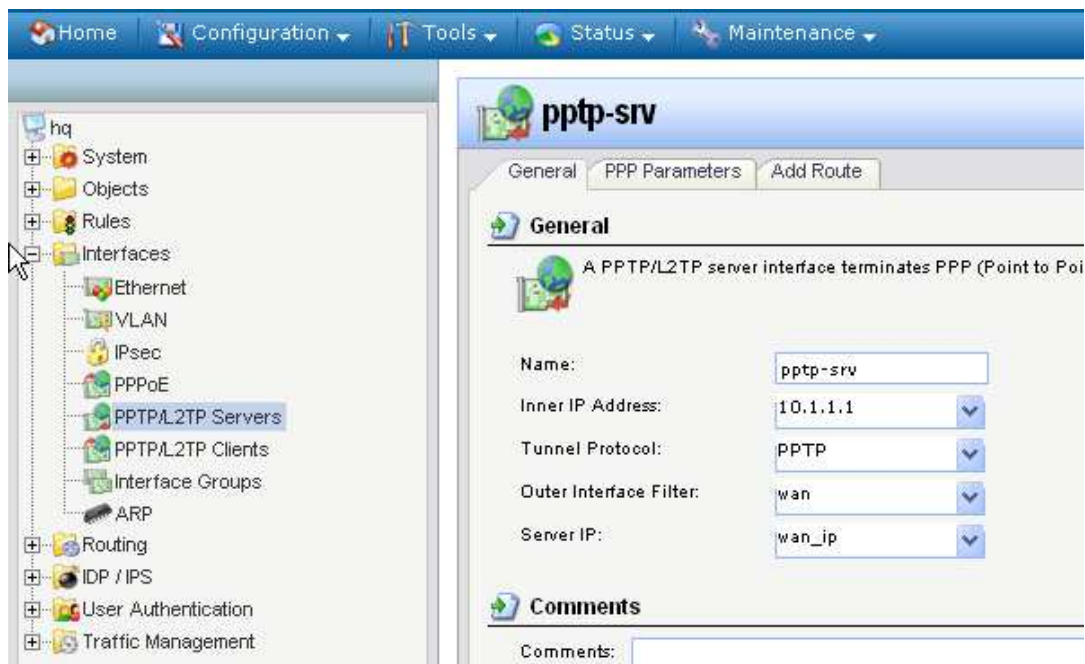 Home Configuration Tools Status Maintenance
hq
System
Objects
Rules
Interfaces
Ethernet
VLAN
IPsec
PPPoE
PPTP/L2TP Servers
PPTP/L2TP Clients
Interface Groups
ARP
Routing
IDP / IPS
User Authentication
Traffic Management
pptp-srv
General PPP Parameters Add Route
General
A PPTP/L2TP server interface terminates PPP (Point to Poi
Name: pptp-srv
Inner IP Address: 10.1.1.1
Tunnel Protocol: PPTP
Outer Interface Filter: wan
Server IP: wan_ip
Comments
Comments: